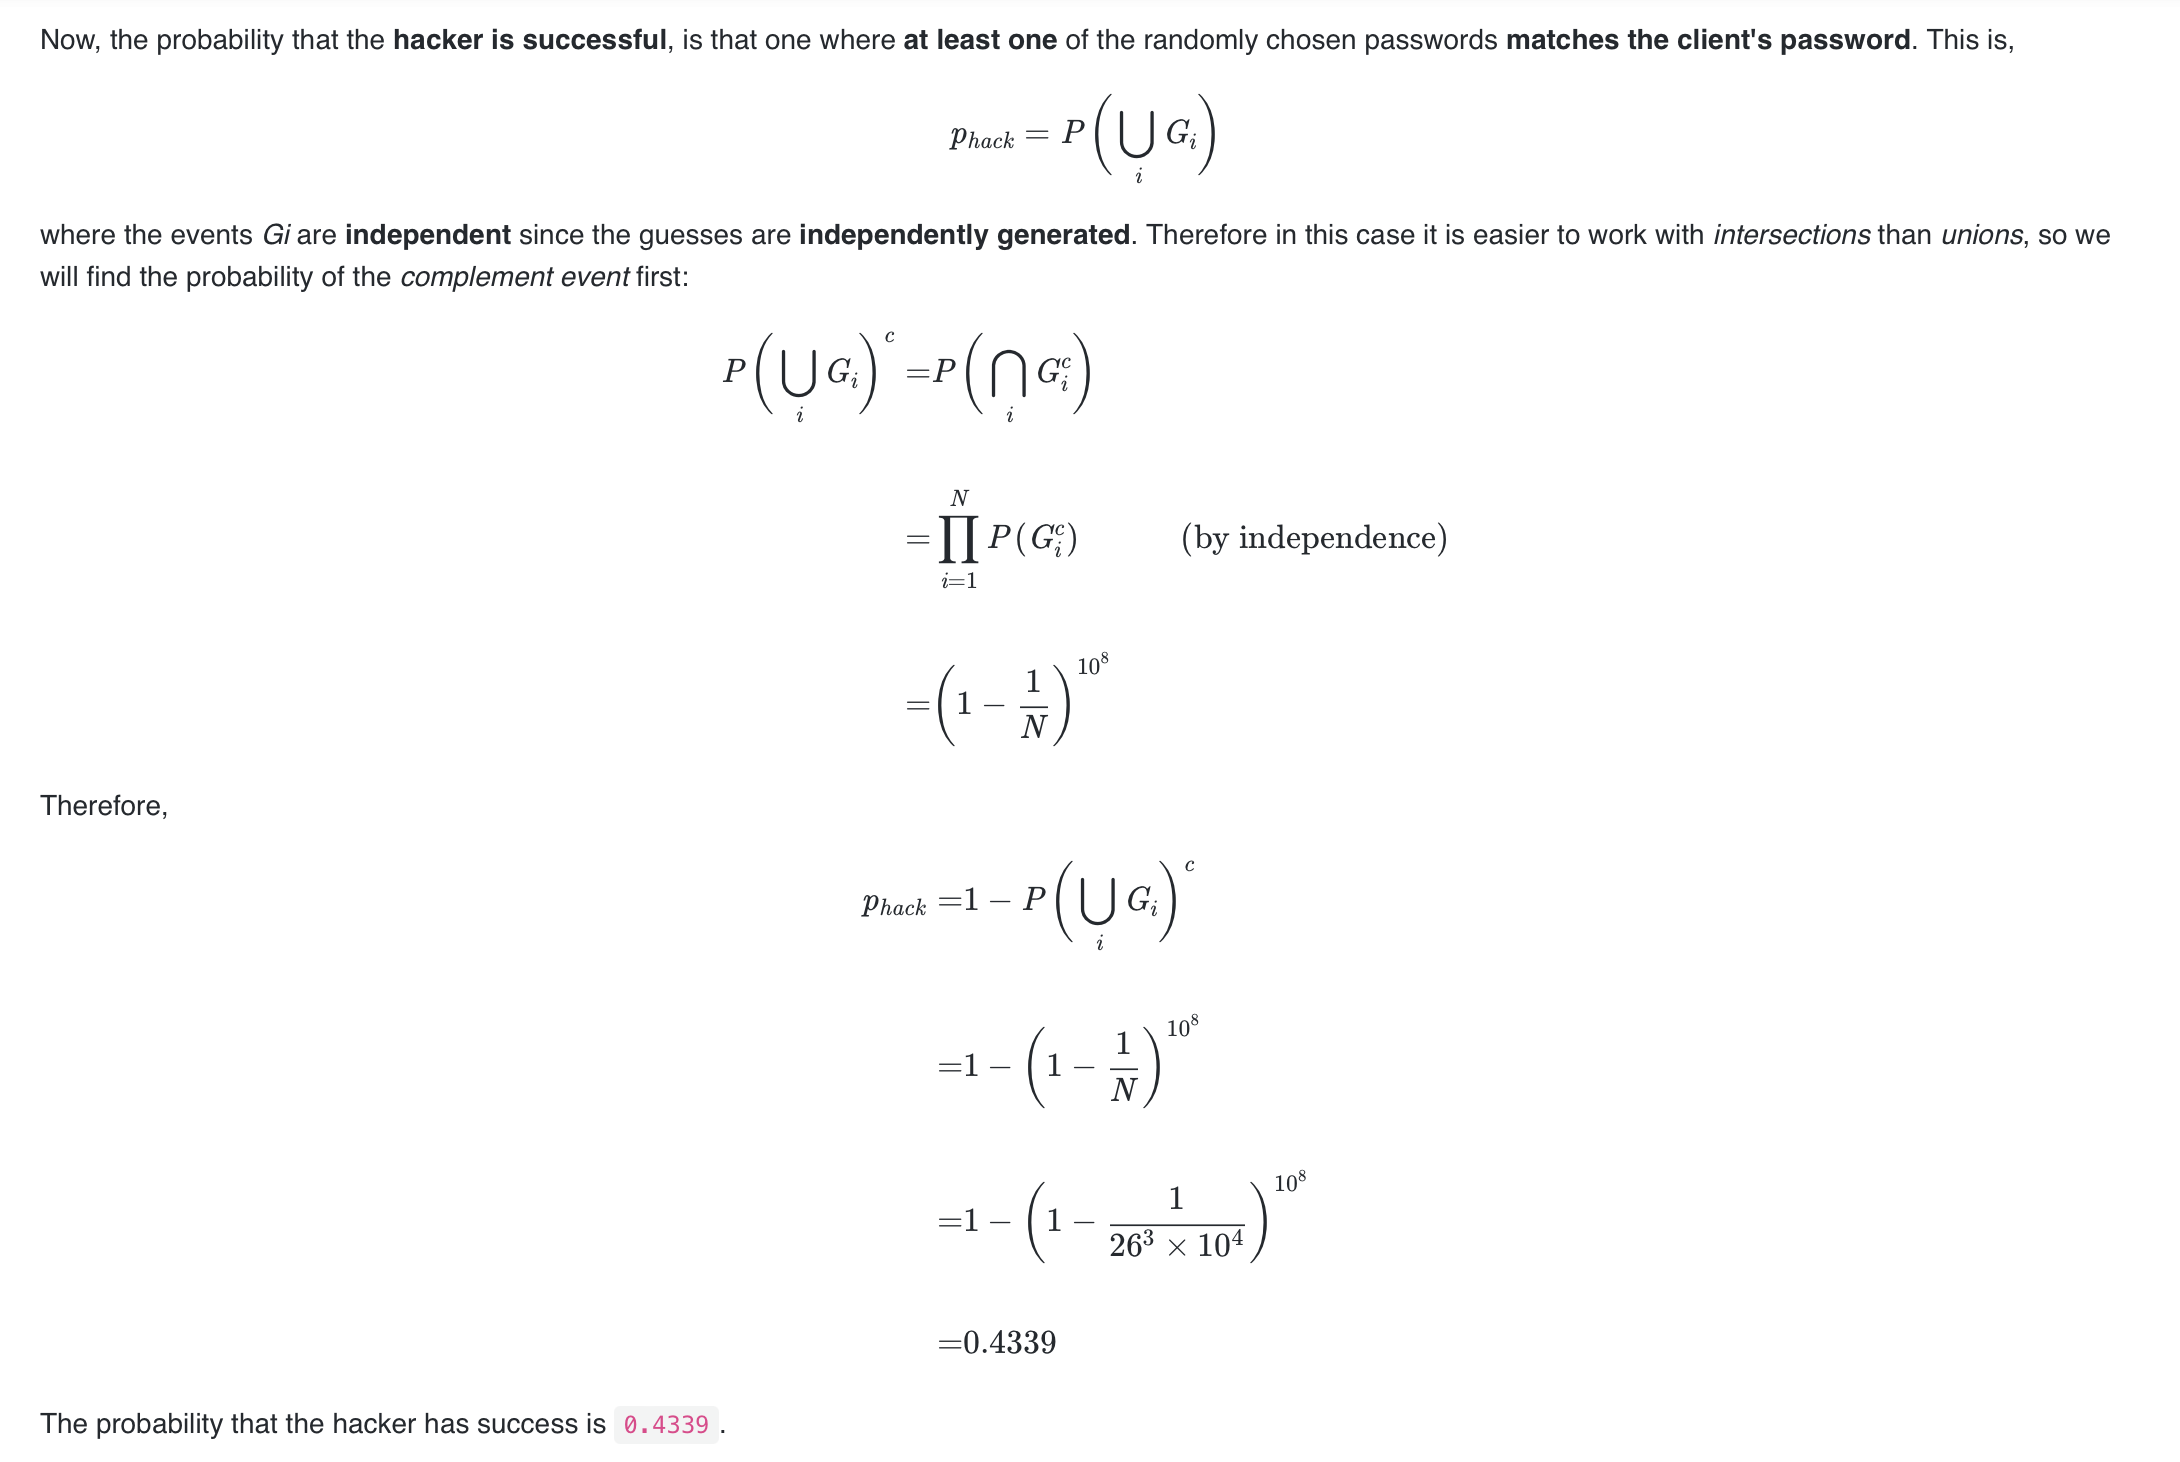 Now, the probability that the hacker is successful, is that one where at least one of the randomly chosen passwords matches the client's password. This is,
$$p_{hack} = P\left(\bigcup_i G_i\right)$$
where the events Gi are independent since the guesses are independently generated. Therefore in this case it is easier to work with intersections than unions, so we
will find the probability of the complement event first:
$$P\left(\bigcup_i G_i\right)^c = P\left(\bigcap_i G_i^c\right)$$
$$= \prod_{i=1}^{N} P(G_i^c) \qquad \text{(by independence)}$$
$$= \left(1 - \frac{1}{N}\right)^{10^8}$$
Therefore,
$$p_{hack} = 1 - P\left(\bigcup_i G_i\right)^c$$
$$= 1 - \left(1 - \frac{1}{N}\right)^{10^8}$$
$$= 1 - \left(1 - \frac{1}{26^3 \times 10^4}\right)^{10^8}$$
$$= 0.4339$$
The probability that the hacker has success is 0.4339 .